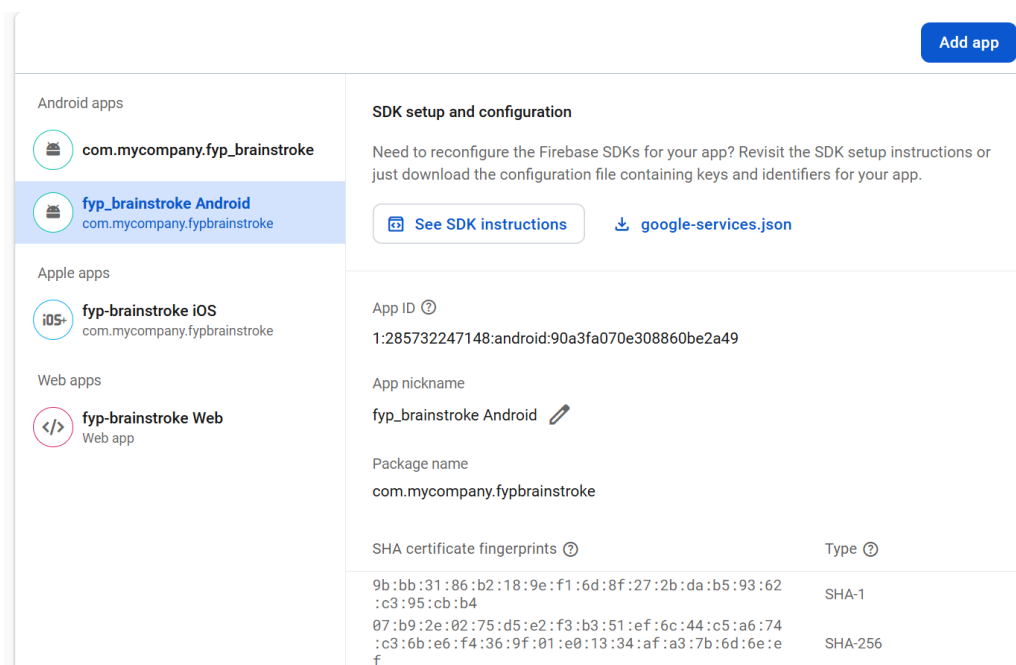 Add app
Android apps
com.mycompany.fyp_brainstroke
fyp_brainstroke Android
com.mycompany.fypbrainstroke
Apple apps
iOS+
fyp-brainstroke iOS
com.mycompany.fypbrainstroke
Web apps
</>
fyp-brainstroke Web
Web app
SDK setup and configuration
Need to reconfigure the Firebase SDKs for your app? Revisit the SDK setup instructions or
just download the configuration file containing keys and identifiers for your app.
See SDK instructions
google-services.json
App ID
1:285732247148:android:90a3fa070e308860be2a49
App nickname
fyp_brainstroke Android
Package name
com.mycompany.fypbrainstroke
SHA certificate fingerprints Type
9b:bb:31:86:b2:18:9e:f1:6d:8f:27:2b:da:b5:93:62
:c3:95:cb:b4
SHA-1
07:b9:2e:02:75:d5:e2:f3:b3:51:ef:6c:44:c5:a6:74
:c3:6b:e6:f4:36:9f:01:e0:13:34:af:a3:7b:6d:6e:e
f
SHA-256